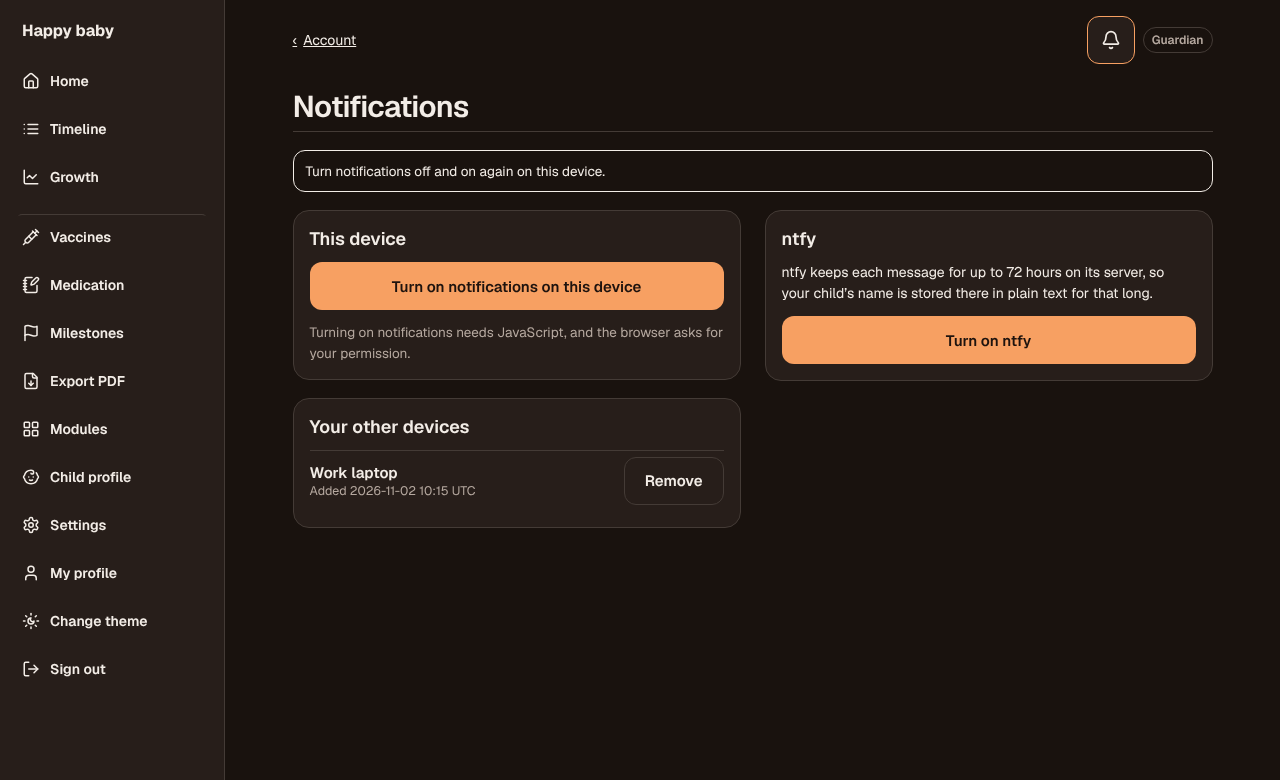 Happy baby
Home
Timeline
Growth
Vaccines
Medication
Milestones
Export PDF
Modules
Child profile
Settings
My profile
Change theme
Sign out
‹ Account
Guardian
Notifications
Turn notifications off and on again on this device.
This device
Turn on notifications on this device
Turning on notifications needs JavaScript, and the browser asks for
your permission.
ntfy
ntfy keeps each message for up to 72 hours on its server, so
your child’s name is stored there in plain text for that long.
Turn on ntfy
Your other devices
Work laptop
Added 2026-11-02 10:15 UTC
Remove